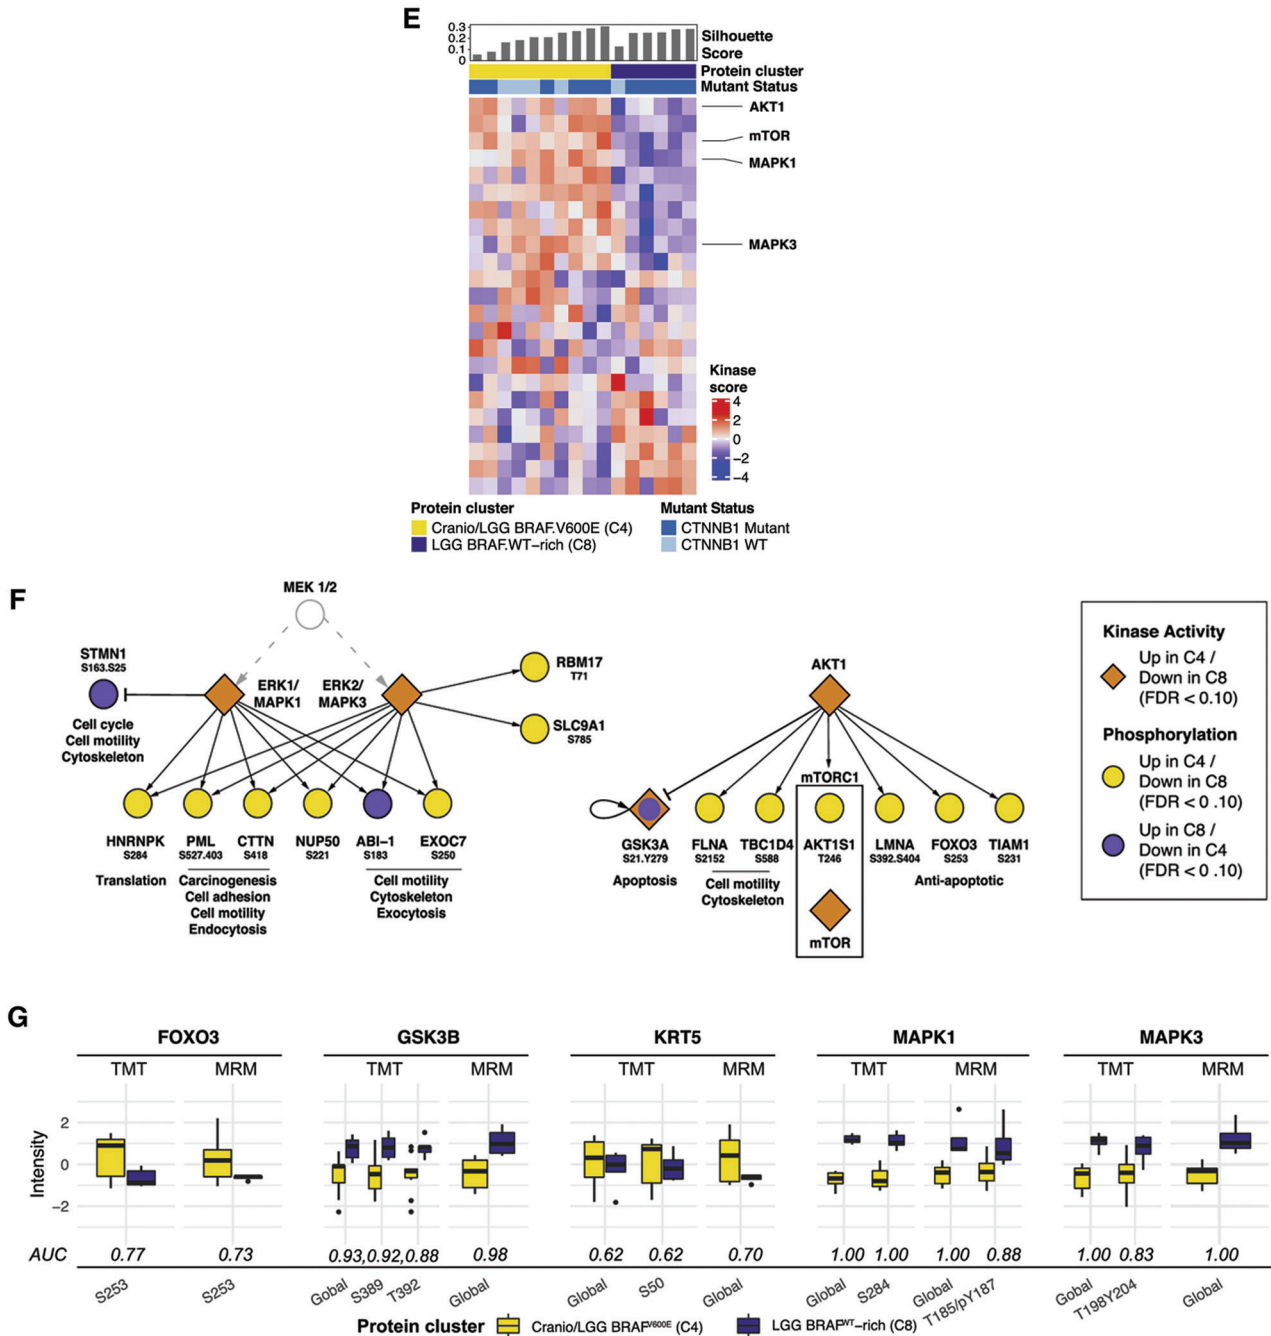 E
0.3
0.2
0.1
0
Silhouette
Score
Protein cluster
Mutant Status
AKT1
mTOR
MAPK1
MAPK3
Kinase
score
4
2
0
−2
−4
Protein cluster
Cranio/LGG BRAF.V600E (C4)
LGG BRAF.WT−rich (C8)
Mutant Status
CTNNB1 Mutant
CTNNB1 WT
F
MEK 1/2
STMN1
S163.S25
Cell cycle
Cell motility
Cytoskeleton
ERK1/
MAPK1
ERK2/
MAPK3
RBM17
T71
SLC9A1
S785
HNRNPK
S284
PML
S527.403
CTTN
S418
NUP50
S221
ABI−1
S183
EXOC7
S250
Translation
Carcinogenesis
Cell adhesion
Cell motility
Endocytosis
Cell motility
Cytoskeleton
Exocytosis
AKT1
mTORC1
GSK3A
S21.Y279
FLNA
S2152
TBC1D4
S588
AKT1S1
T246
LMNA
S392.S404
FOXO3
S253
TIAM1
S231
Apoptosis
Cell motility
Cytoskeleton
Anti-apoptotic
mTOR
Kinase Activity
Up in C4 /
Down in C8
(FDR < 0.10)
Phosphorylation
Up in C4 /
Down in C8
(FDR < 0 .10)
Up in C8 /
Down in C4
(FDR < 0 .10)
G
FOXO3 GSK3B KRT5 MAPK1 MAPK3
TMT MRM TMT MRM TMT MRM TMT MRM TMT MRM
Intensity
2
0
−2
AUC 0.77 0.73 0.93,0.92,0.88 0.98 0.62 0.62 0.70 1.00 1.00 1.00 0.88 1.00 0.83 1.00
S253 S253 Gobal S389 T392 Global Global S50 Global Global S284 Global T185/pY187 Gobal T198Y204 Global
Protein cluster Cranio/LGG BRAFV600E (C4) LGG BRAFWT−rich (C8)